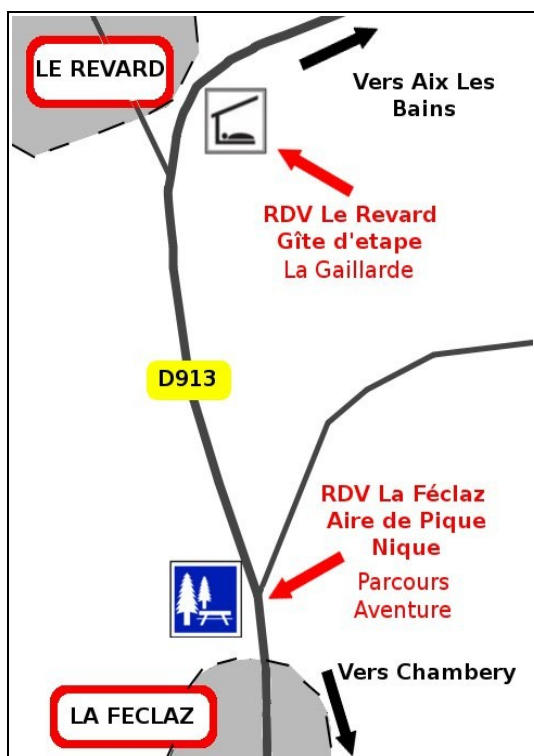 LE REVARD
Vers Aix Les
Bains
RDV Le Revard
Gîte d'etape
La Gaillarde
D913
RDV La Féclaz
Aire de Pique
Nique
Parcours
Aventure
Vers Chambery
LA FECLAZ